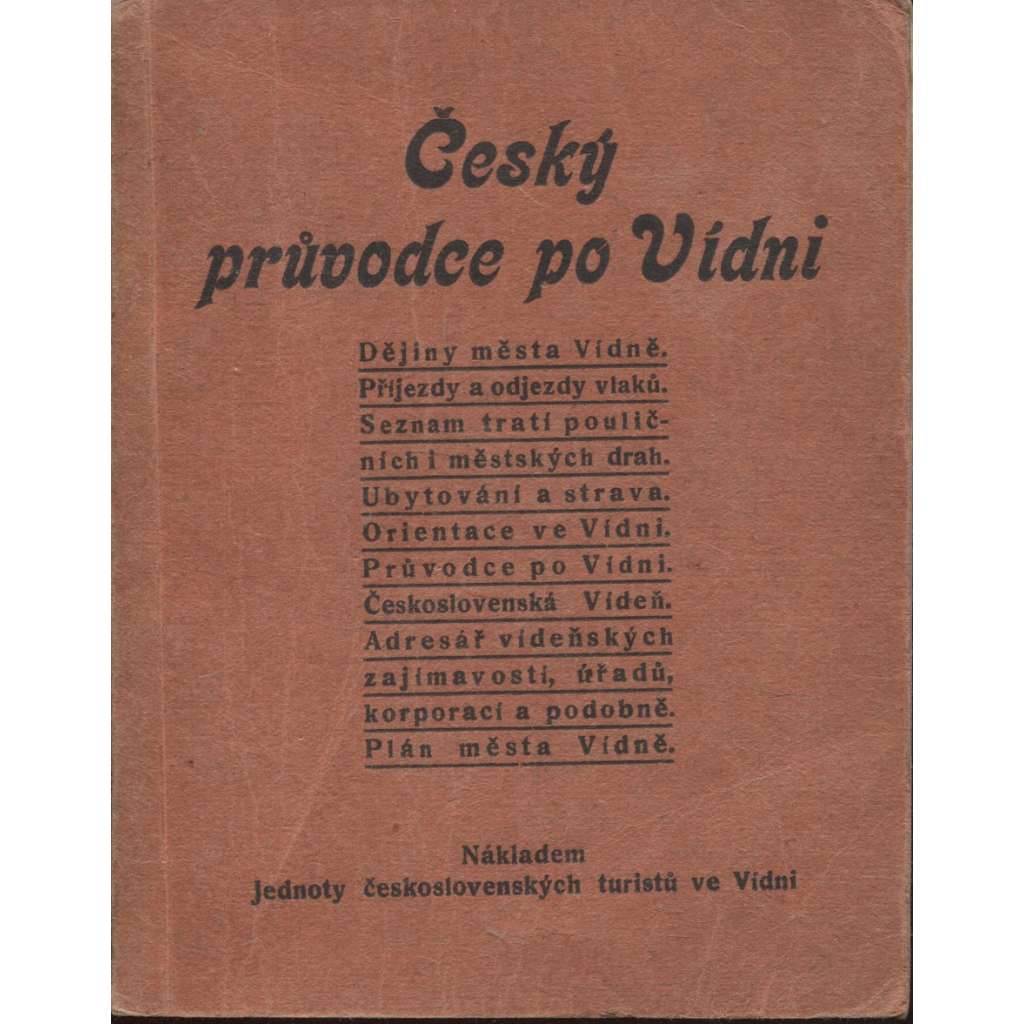 Český
průvodce po Vídni
Dějiny města Vídně.
Příjezdy a odjezdy vlaků.
Seznam tratí poulič-
ních i městských drah.
Ubytování a strava.
Orientace ve Vídni.
Průvodce po Vídni.
Československá Vídeň.
Adresář vídeňských
zajímavostí, úřadů,
korporací a podobně.
Plán města Vídně.
Nákladem
Jednoty československých turistů ve Vídni